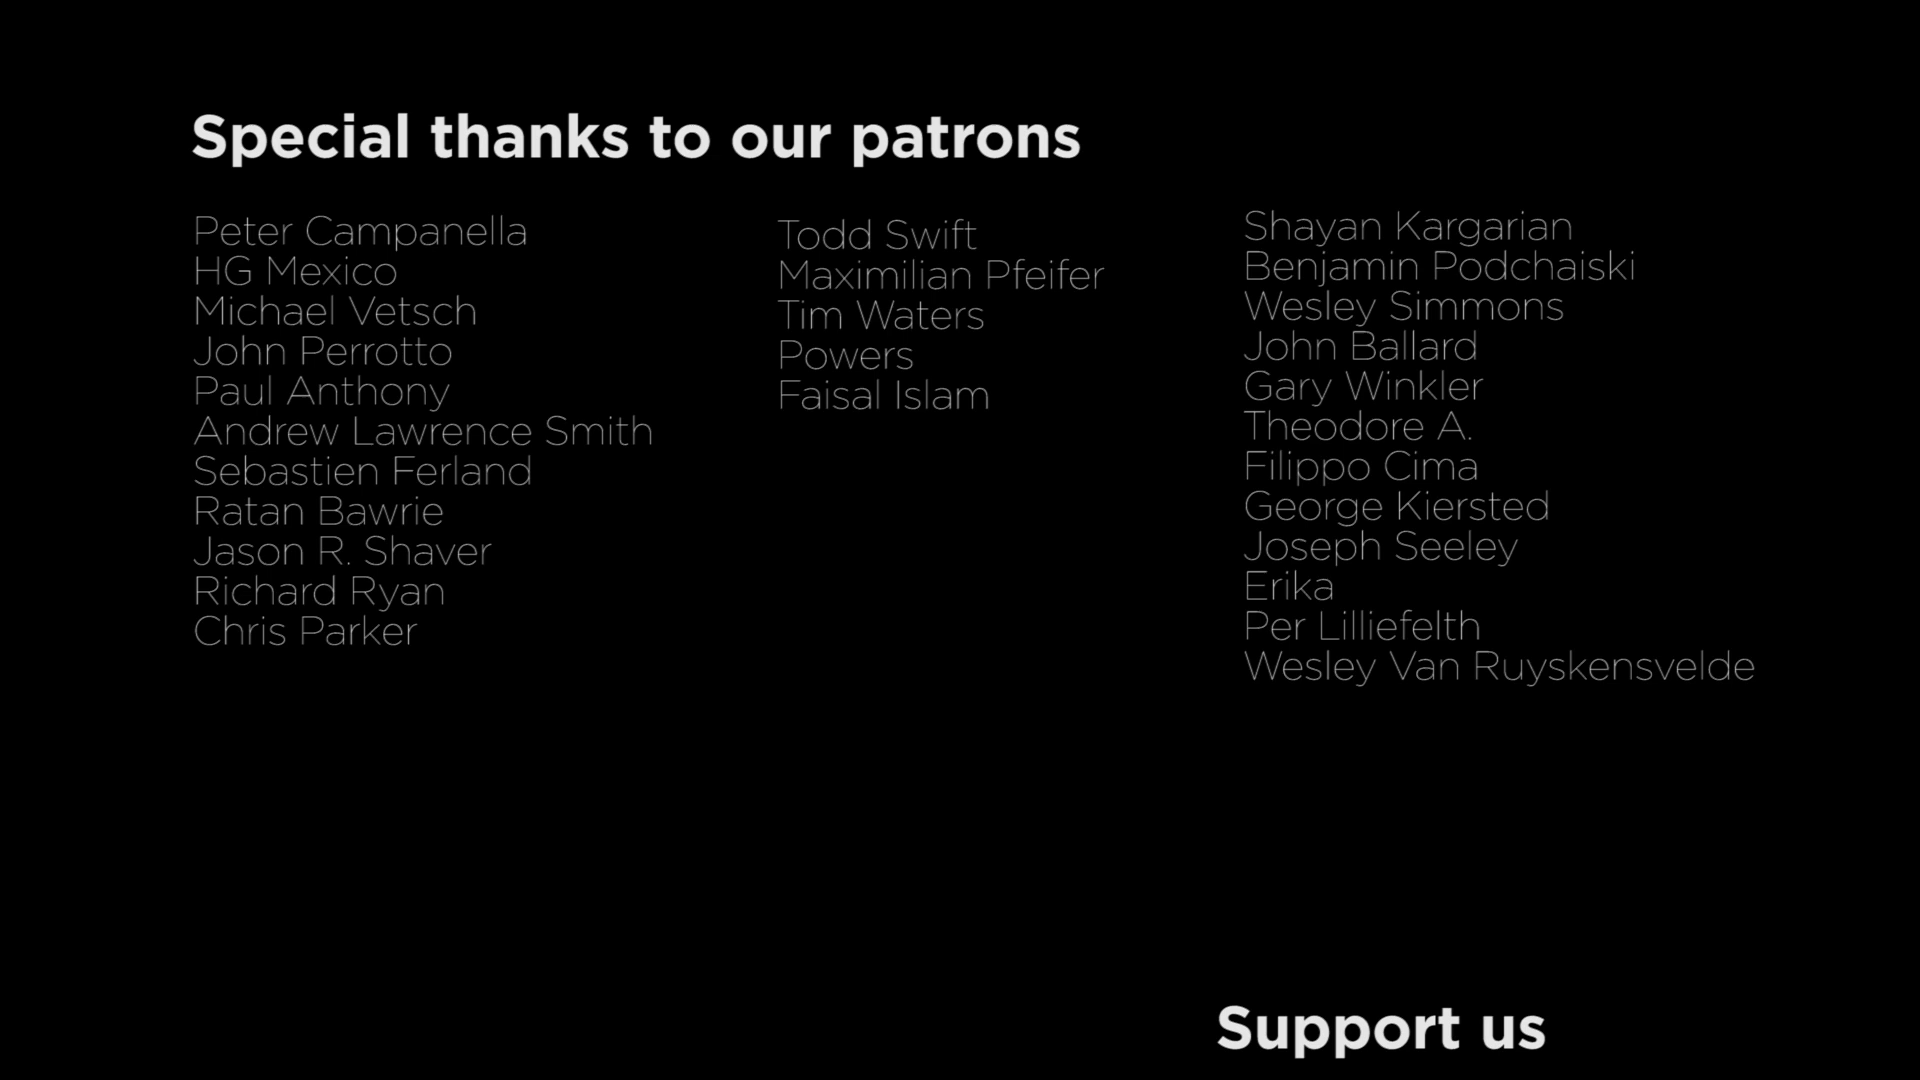 Special thanks to our patrons
Peter Campanella
HG Mexico
Michael Vetsch
John Perrotto
Paul Anthony
Andrew Lawrence Smith
Sebastien Ferland
Ratan Bawrie
Jason R. Shaver
Richard Ryan
Chris Parker
Todd Swift
Maximilian Pfeifer
Tim Waters
Powers
Faisal Islam
Shayan Kargarian
Benjamin Podchaiski
Wesley Simmons
John Ballard
Gary Winkler
Theodore A.
Filippo Cima
George Kiersted
Joseph Seeley
Erika
Per Lilliefelth
Wesley Van Ruyskensvelde
Support us